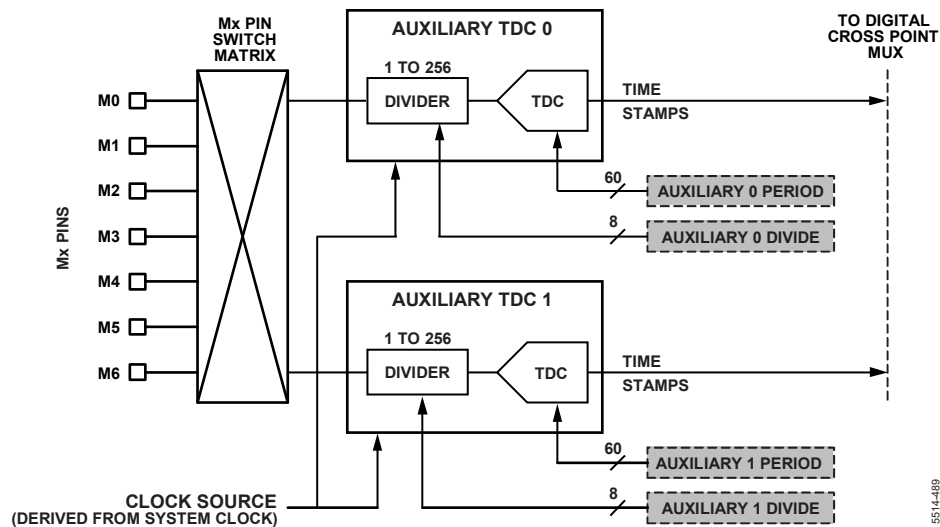 Mx PIN
SWITCH
MATRIX
AUXILIARY TDC 0
TO DIGITAL
CROSS POINT
MUX
1 TO 256
DIVIDER
TDC
TIME
STAMPS
M0
M1
M2
M3
M4
M5
M6
Mx PINS
60
AUXILIARY 0 PERIOD
8
AUXILIARY 0 DIVIDE
AUXILIARY TDC 1
1 TO 256
DIVIDER
TDC
TIME
STAMPS
60
AUXILIARY 1 PERIOD
8
AUXILIARY 1 DIVIDE
CLOCK SOURCE
(DERIVED FROM SYSTEM CLOCK)
5514-489